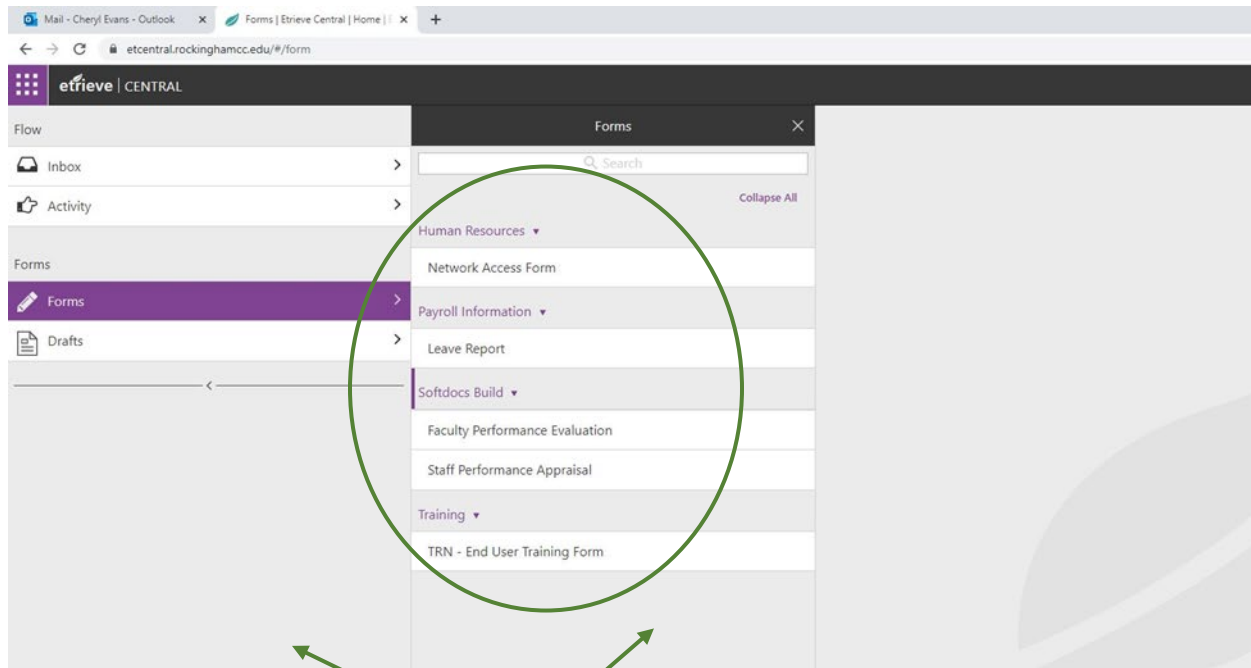 Mail - Cheryl Evans - Outlook
Forms | Etrieve Central | Home |
etcentral.rockinghamcc.edu/#/form
etrieve | CENTRAL
Flow
Inbox
Activity
Forms
Forms
Drafts
Forms
Search
Collapse All
Human Resources
Network Access Form
Payroll Information
Leave Report
Softdocs Build
Faculty Performance Evaluation
Staff Performance Appraisal
Training
TRN - End User Training Form